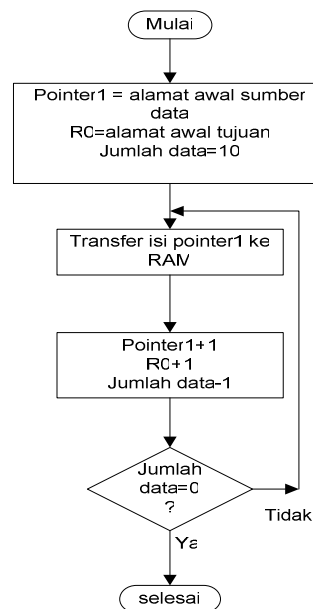 Mulai
Pointer1 = alamat awal sumber
data
R0=alamat awal tujuan
Jumlah data=10
Transfer isi pointer1 ke
RAM
Pointer1+1
R0+1
Jumlah data-1
Jumlah
data=0
?
Tidak
Ya
selesai